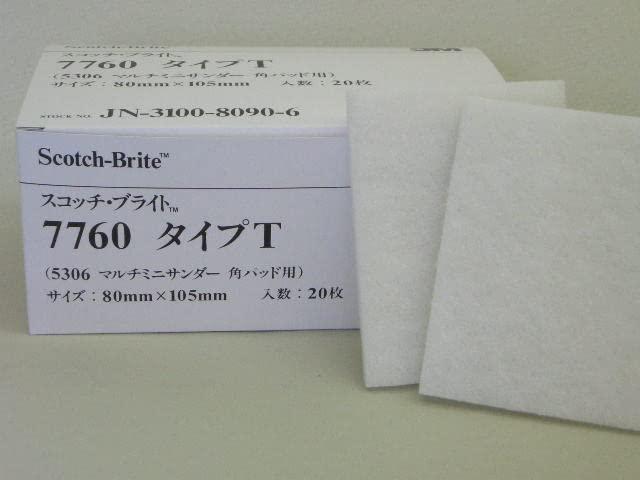 Scotch-Brite
3M
スコッチ・ブライト™
7760 タイプT
(5306 マルチミニサンダー 角パッド用)
サイズ：80mm×105mm 入数：20枚
STOCK NO. JN-3100-8090-6
Scotch-Brite™
スコッチ・ブライト™
7760 タイプT
(5306 マルチミニサンダー 角パッド用)
サイズ：80mm×105mm 入数：20枚